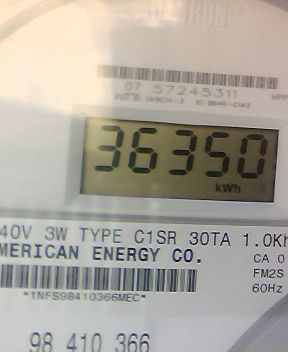 07 57245311
36350
kWh
40V 3W TYPE C1SR 30TA 1.0Kh
MERICAN ENERGY CO.
CA 0
FM2S
60Hz
*1NFS98410366MEC*
98 410 366